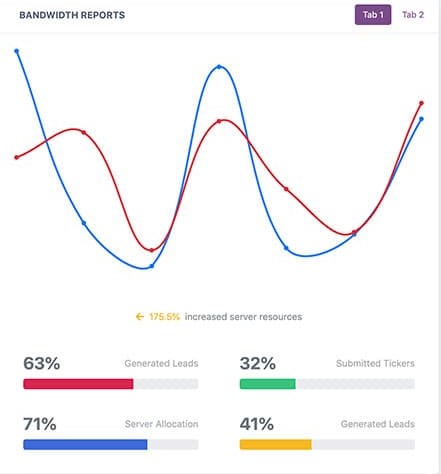 BANDWIDTH REPORTS Tab 1 Tab 2
← 175.5% increased server resources
63% Generated Leads 32% Submitted Tickers
71% Server Allocation 41% Generated Leads